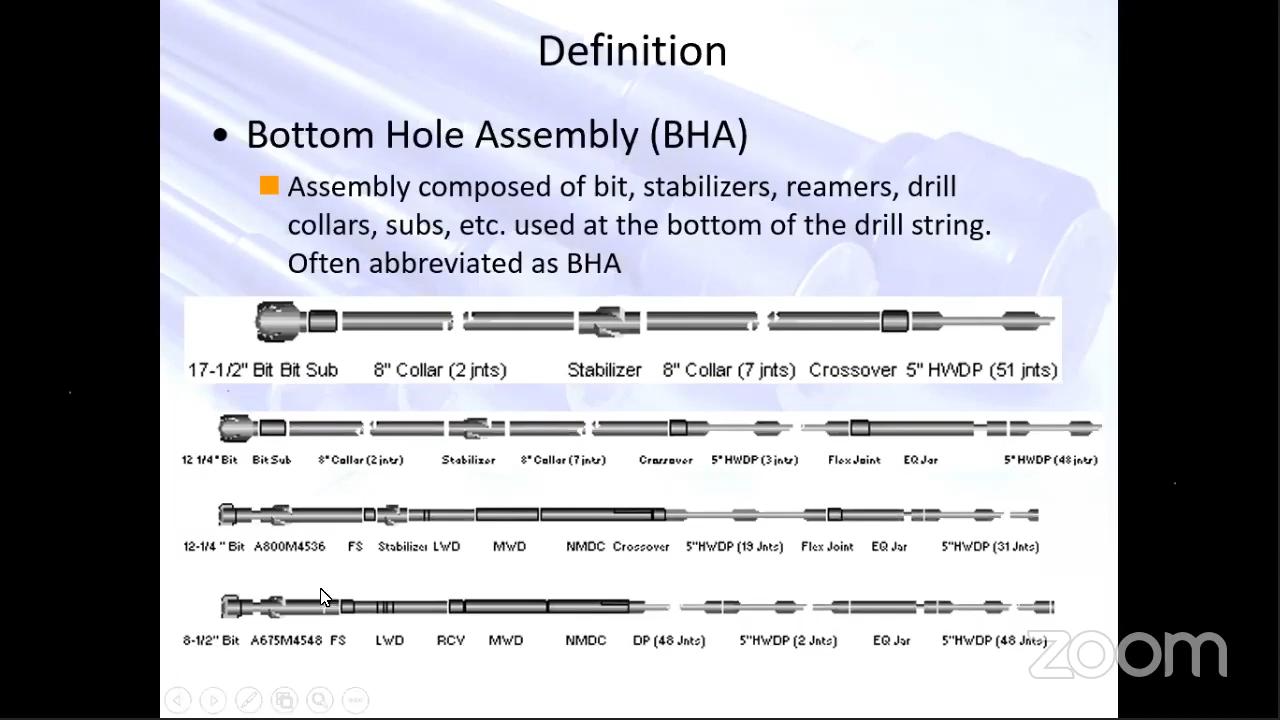 Definition
• Bottom Hole Assembly (BHA)
Assembly composed of bit, stabilizers, reamers, drill
collars, subs, etc. used at the bottom of the drill string.
Often abbreviated as BHA
17-1/2" Bit Bit Sub 8" Collar (2 jnts) Stabilizer 8" Collar (7 jnts) Crossover 5" HWDP (51 jnts)
12 1/4" Bit Bit Sub 8" Collar (2 jnts) Stabilizer 8" Collar (7 jnts) Crossover 5" HWDP (3 jnts) Flex Joint EQ Jar 5" HWDP (48 jnts)
12-1/4 " Bit A800M4536 FS Stabilizer LWD MWD NMDC Crossover 5"HWDP (19 Jnts) Flex Joint EQ Jar 5"HWDP (31 Jnts)
8-1/2" Bit A675M4548 FS LWD RCV MWD NMDC DP (48 Jnts) 5"HWDP (2 Jnts) EQ Jar 5"HWDP (48 Jnts)
zoom